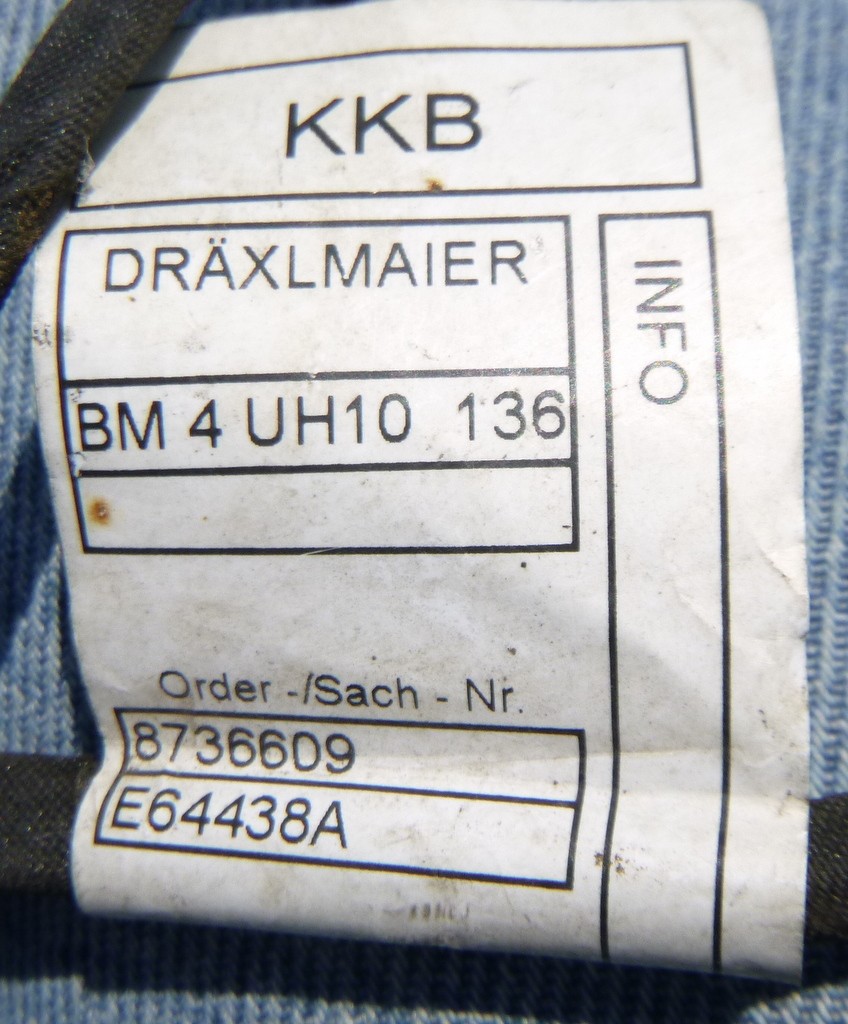 KKB
DRÄXLMAIER
INFO
BM 4 UH10 136
Order -/Sach - Nr.
8736609
E64438A